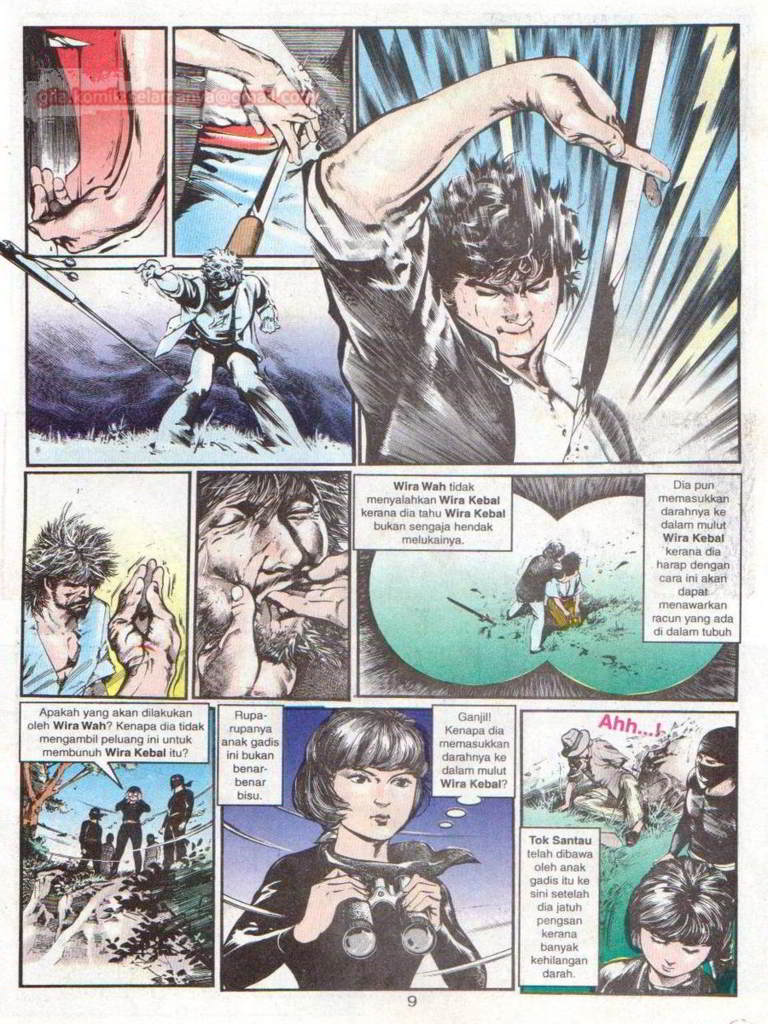 gila.komik2selamanya@gmail.com
Wira Wah tidak
menyalahkan Wira Kebal
kerana dia tahu Wira Kebal
bukan sengaja hendak
melukainya.
Dia pun
memasukkan
darahnya ke
dalam mulut
Wira Kebal
kerana dia
harap dengan
cara ini akan
dapat
menawarkan
racun yang ada
di dalam tubuh
Apakah yang akan dilakukan
oleh Wira Wah? Kenapa dia tidak
mengambil peluang ini untuk
membunuh Wira Kebal itu?
Rupa-
rupanya
anak gadis
ini bukan
benar-
benar
bisu.
Ganjil!
Kenapa dia
memasukkan
darahnya ke
dalam mulut
Wira Kebal?
Ahh...!
Tok Santau
telah dibawa
oleh anak
gadis itu ke
sini setelah
dia jatuh
pengsan
kerana
banyak
kehilangan
darah.
9